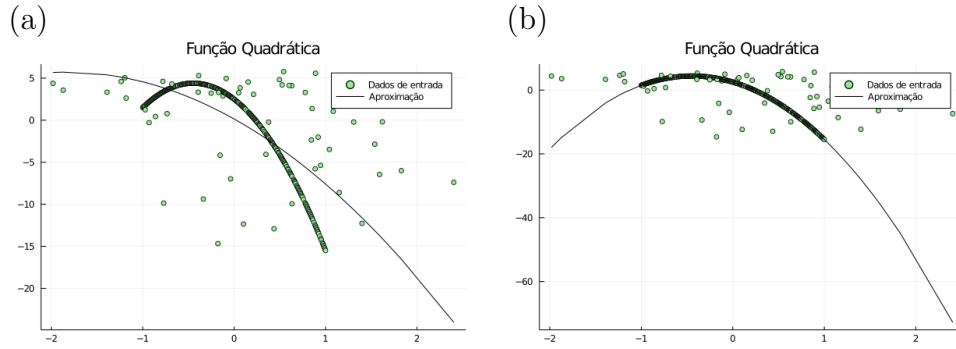 (a)
Função Quadrática
Dados de entrada
Aproximação
5
0
−5
−10
−15
−20
−2
−1
0
1
2
(b)
Função Quadrática
Dados de entrada
Aproximação
0
−20
−40
−60
−2
−1
0
1
2